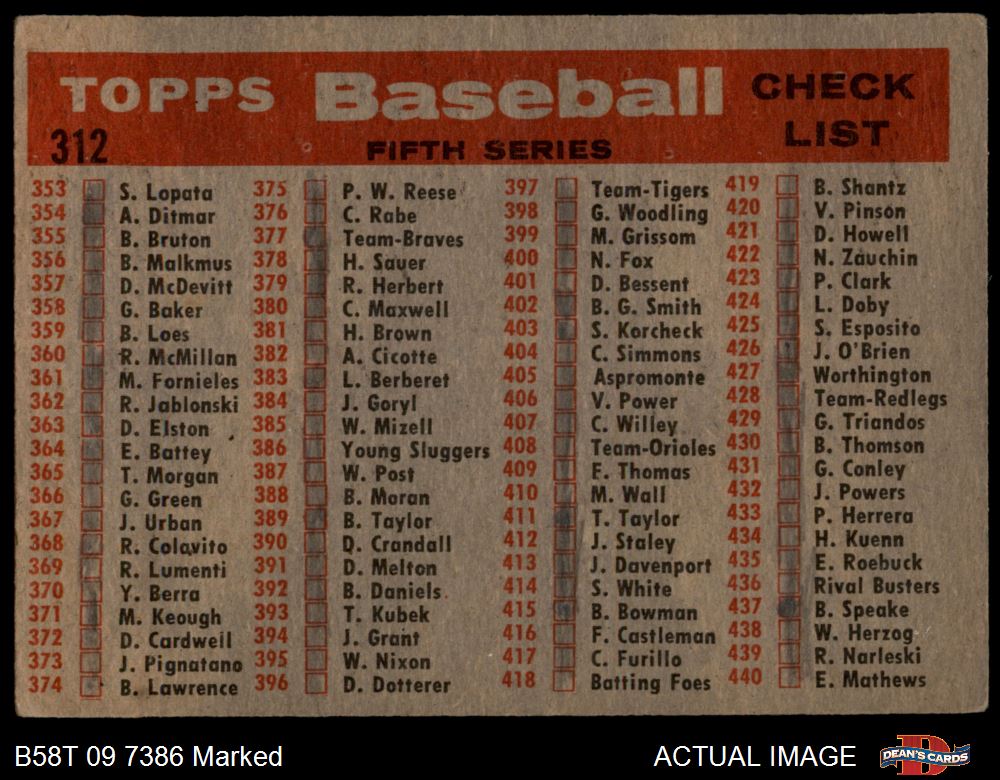 TOPPS Baseball CHECK
312 FIFTH SERIES LIST
353 S. Lopata 375 P. W. Reese 397 Team-Tigers 419 B. Shantz
354 A. Ditmar 376 C. Rabe 398 G. Woodling 420 V. Pinson
355 B. Bruton 377 Team-Braves 399 M. Grissom 421 D. Howell
356 B. Malkmus 378 H. Sauer 400 N. Fox 422 N. Zauchin
357 D. McDevitt 379 R. Herbert 401 D. Bessent 423 P. Clark
358 G. Baker 380 C. Maxwell 402 B. G. Smith 424 L. Doby
359 B. Loes 381 H. Brown 403 S. Korcheck 425 S. Esposito
360 R. McMillan 382 A. Cicotte 404 C. Simmons 426 J. O'Brien
361 M. Fornieles 383 L. Berberet 405 Aspromonte 427 Worthington
362 R. Jablonski 384 J. Goryl 406 V. Power 428 Team-Redlegs
363 D. Elston 385 W. Mizell 407 C. Willey 429 G. Triandos
364 E. Battey 386 Young Sluggers 408 Team-Orioles 430 B. Thomson
365 T. Morgan 387 W. Post 409 F. Thomas 431 G. Conley
366 G. Green 388 B. Moran 410 M. Wall 432 J. Powers
367 J. Urban 389 B. Taylor 411 T. Taylor 433 P. Herrera
368 R. Colavito 390 D. Crandall 412 J. Staley 434 H. Kuenn
369 R. Lumenti 391 D. Melton 413 J. Davenport 435 E. Roebuck
370 Y. Berra 392 B. Daniels 414 S. White 436 Rival Busters
371 M. Keough 393 T. Kubek 415 B. Bowman 437 B. Speake
372 D. Cardwell 394 J. Grant 416 F. Castleman 438 W. Herzog
373 J. Pignatano 395 W. Nixon 417 C. Furillo 439 R. Narleski
374 B. Lawrence 396 D. Dotterer 418 Batting Foes 440 E. Mathews
B58T 09 7386 Marked ACTUAL IMAGE DEAN'S CARDS